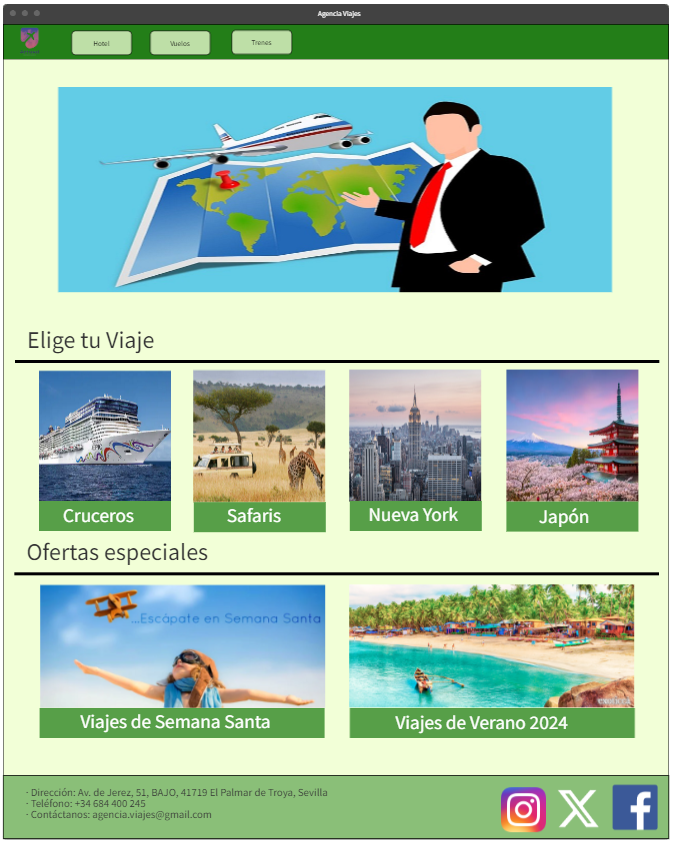 Agencia Viajes
Hotel
Vuelos
Trenes
Elige tu Viaje
Cruceros
Safaris
Nueva York
Japón
Ofertas especiales
...Escápate en Semana Santa
Viajes de Semana Santa
Viajes de Verano 2024
· Dirección: Av. de Jerez, 51, BAJO, 41719 El Palmar de Troya, Sevilla
· Teléfono: +34 684 400 245
· Contáctanos: agencia.viajes@gmail.com